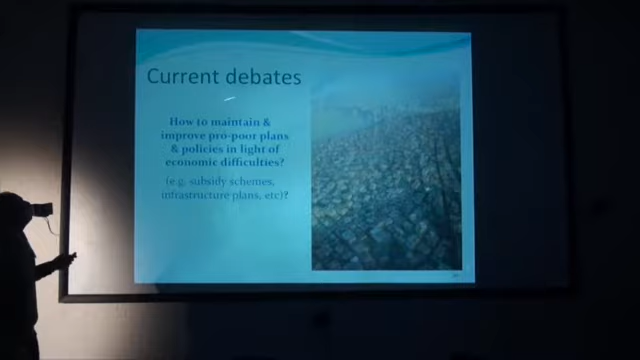 Current debates
How to maintain &
improve pro-poor plans
& policies in light of
economic difficulties?
(e.g. subsidy schemes,
infrastructure plans, etc)?